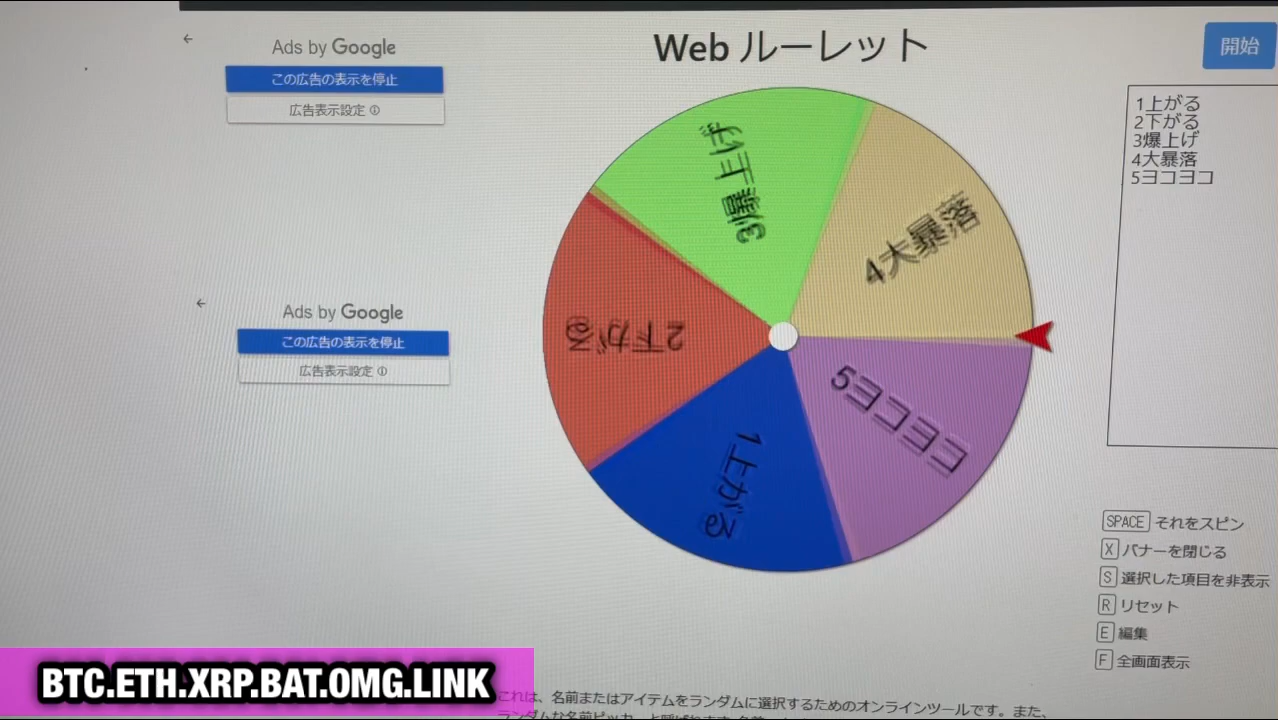 Ads by Google
この広告の表示を停止
広告表示設定 ⓘ
Ads by Google
この広告の表示を停止
広告表示設定 ⓘ
Web ルーレット
開始
3爆上げ
4大暴落
2下がる
5ヨコヨコ
1上がる
1上がる
2下がる
3爆上げ
4大暴落
5ヨコヨコ
SPACE それをスピン
X バナーを閉じる
S 選択した項目を非表示
R リセット
E 編集
F 全画面表示
BTC.ETH.XRP.BAT.OMG.LINK
これは、名前またはアイテムをランダムに選択するためのオンラインツールです。また、